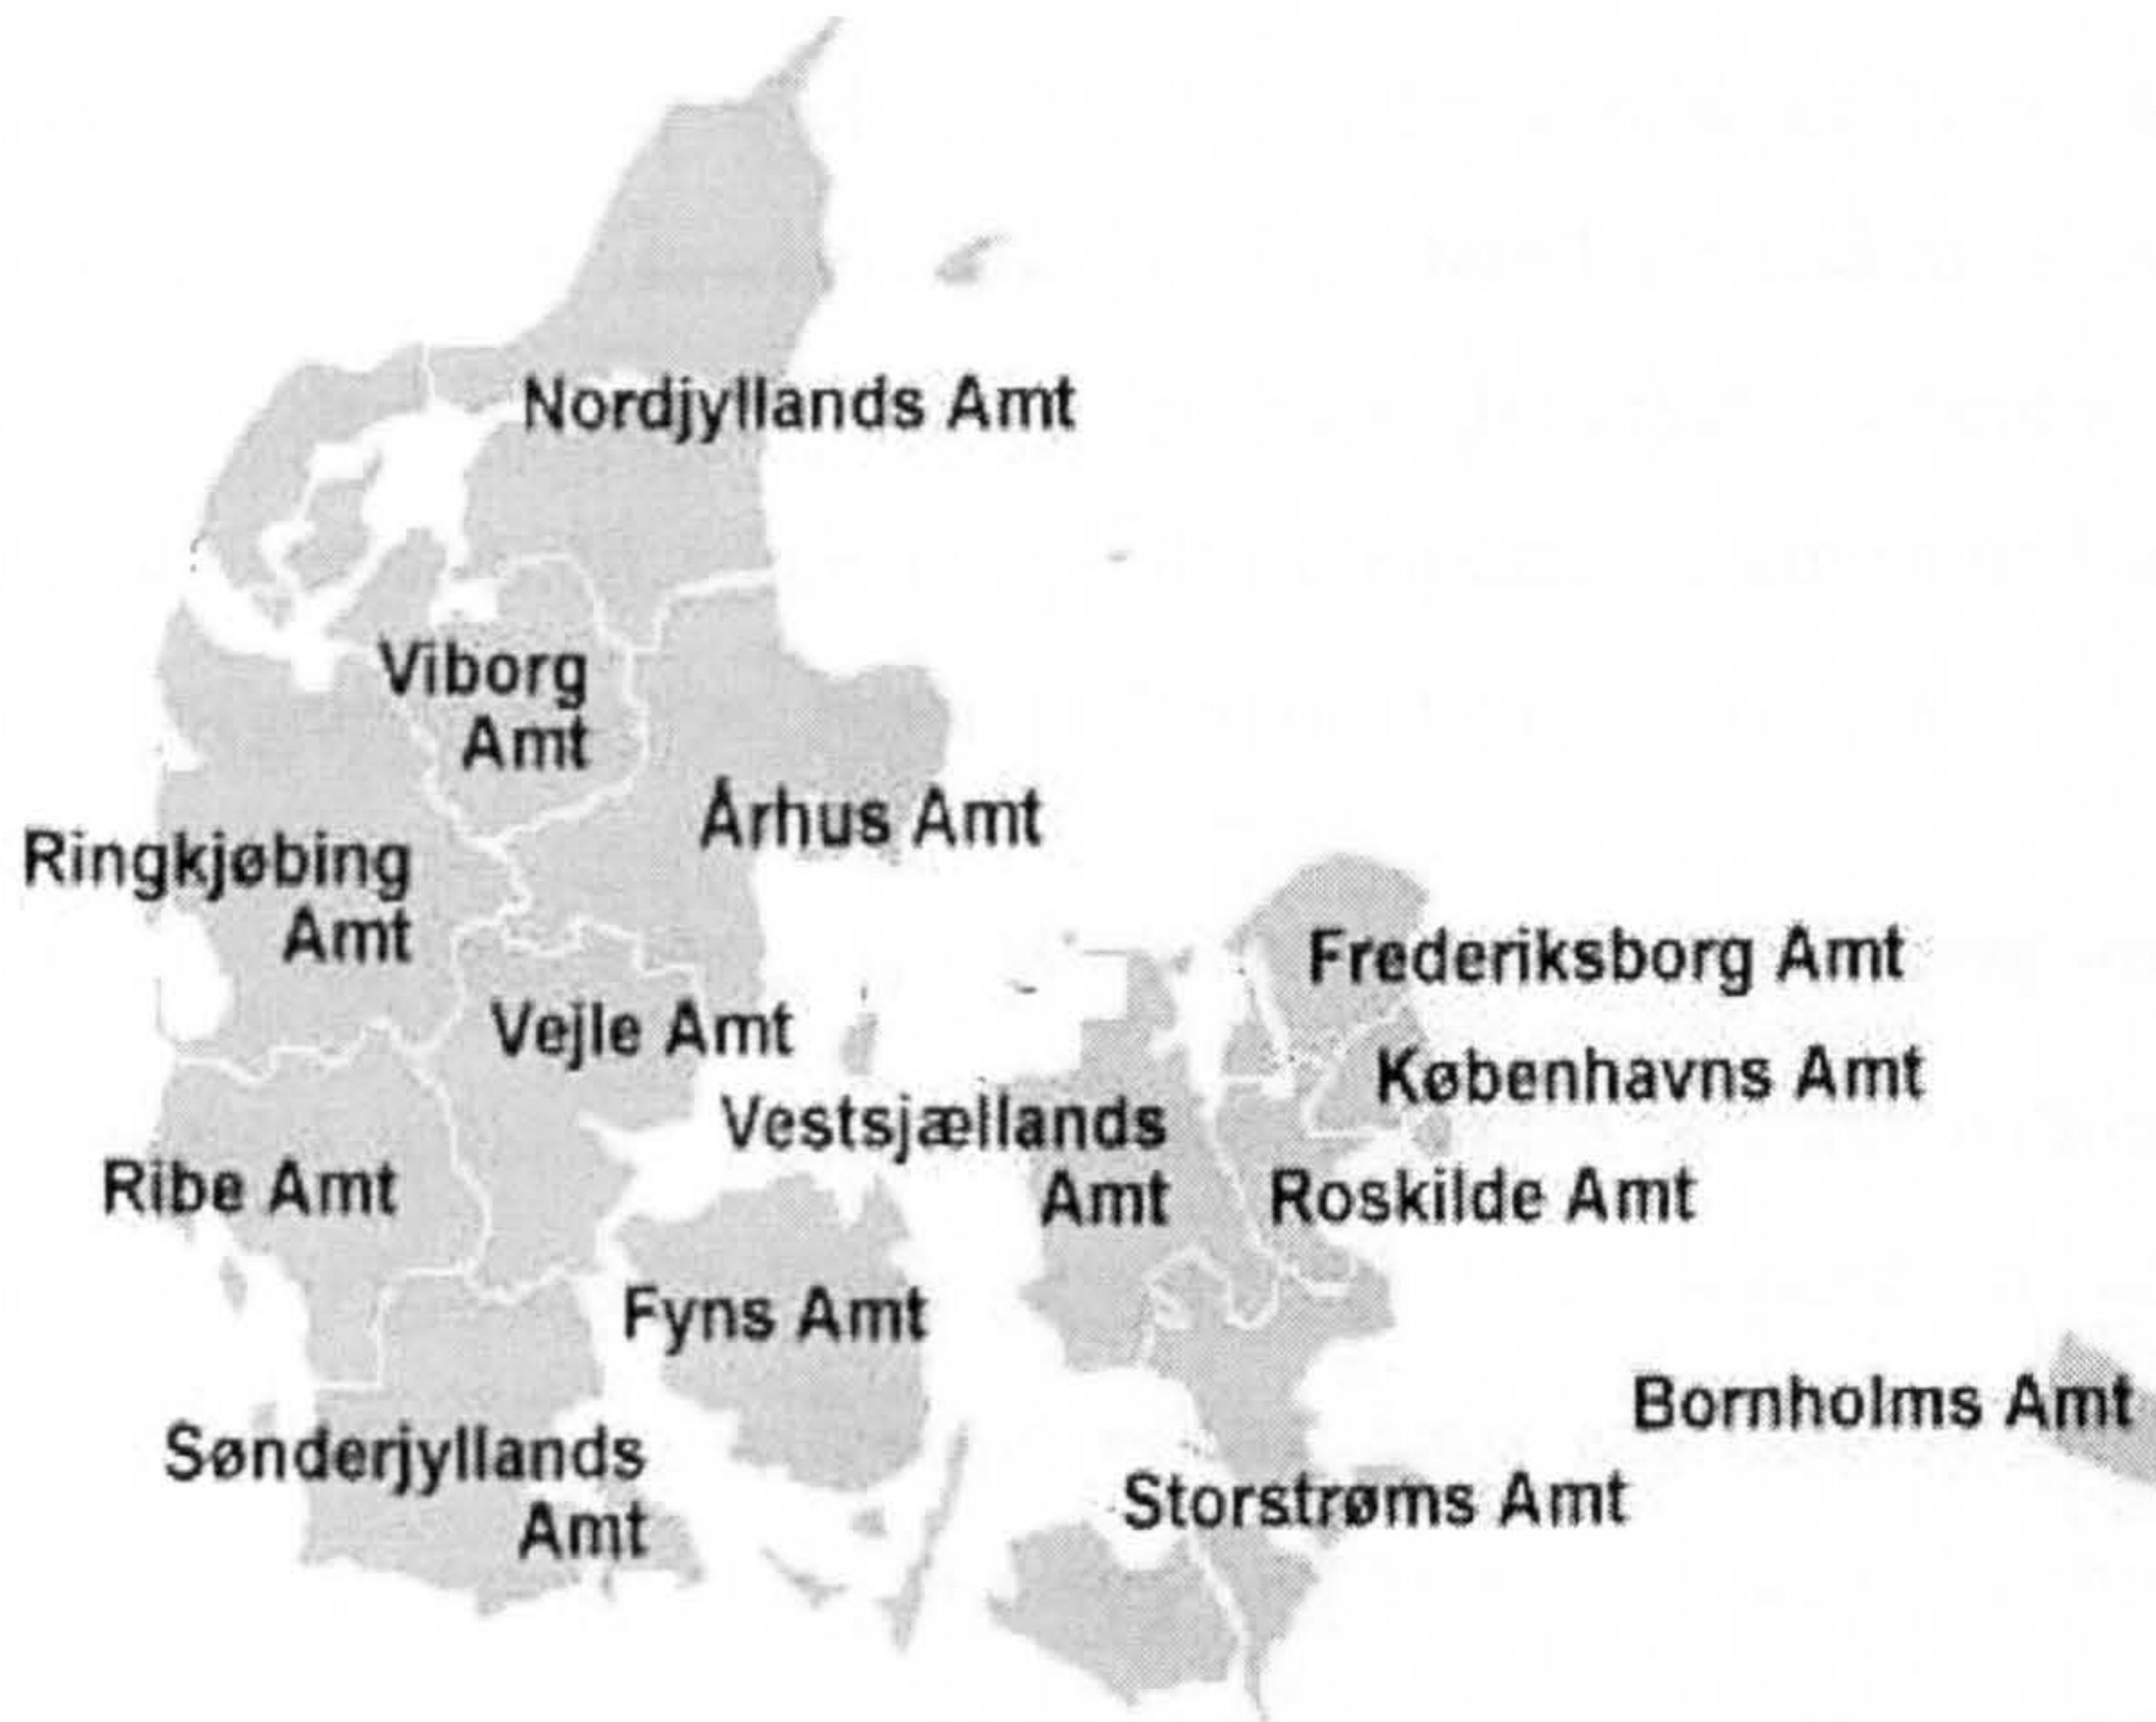 Nordjyllands Amt
Viborg
Amt
Århus Amt
Ringkjøbing
Amt
Frederiksborg Amt
Vejle Amt
Københavns Amt
Vestsjællands
Amt
Ribe Amt
Roskilde Amt
Fyns Amt
Bornholms Amt
Sønderjyllands
Amt
Storstrøms Amt